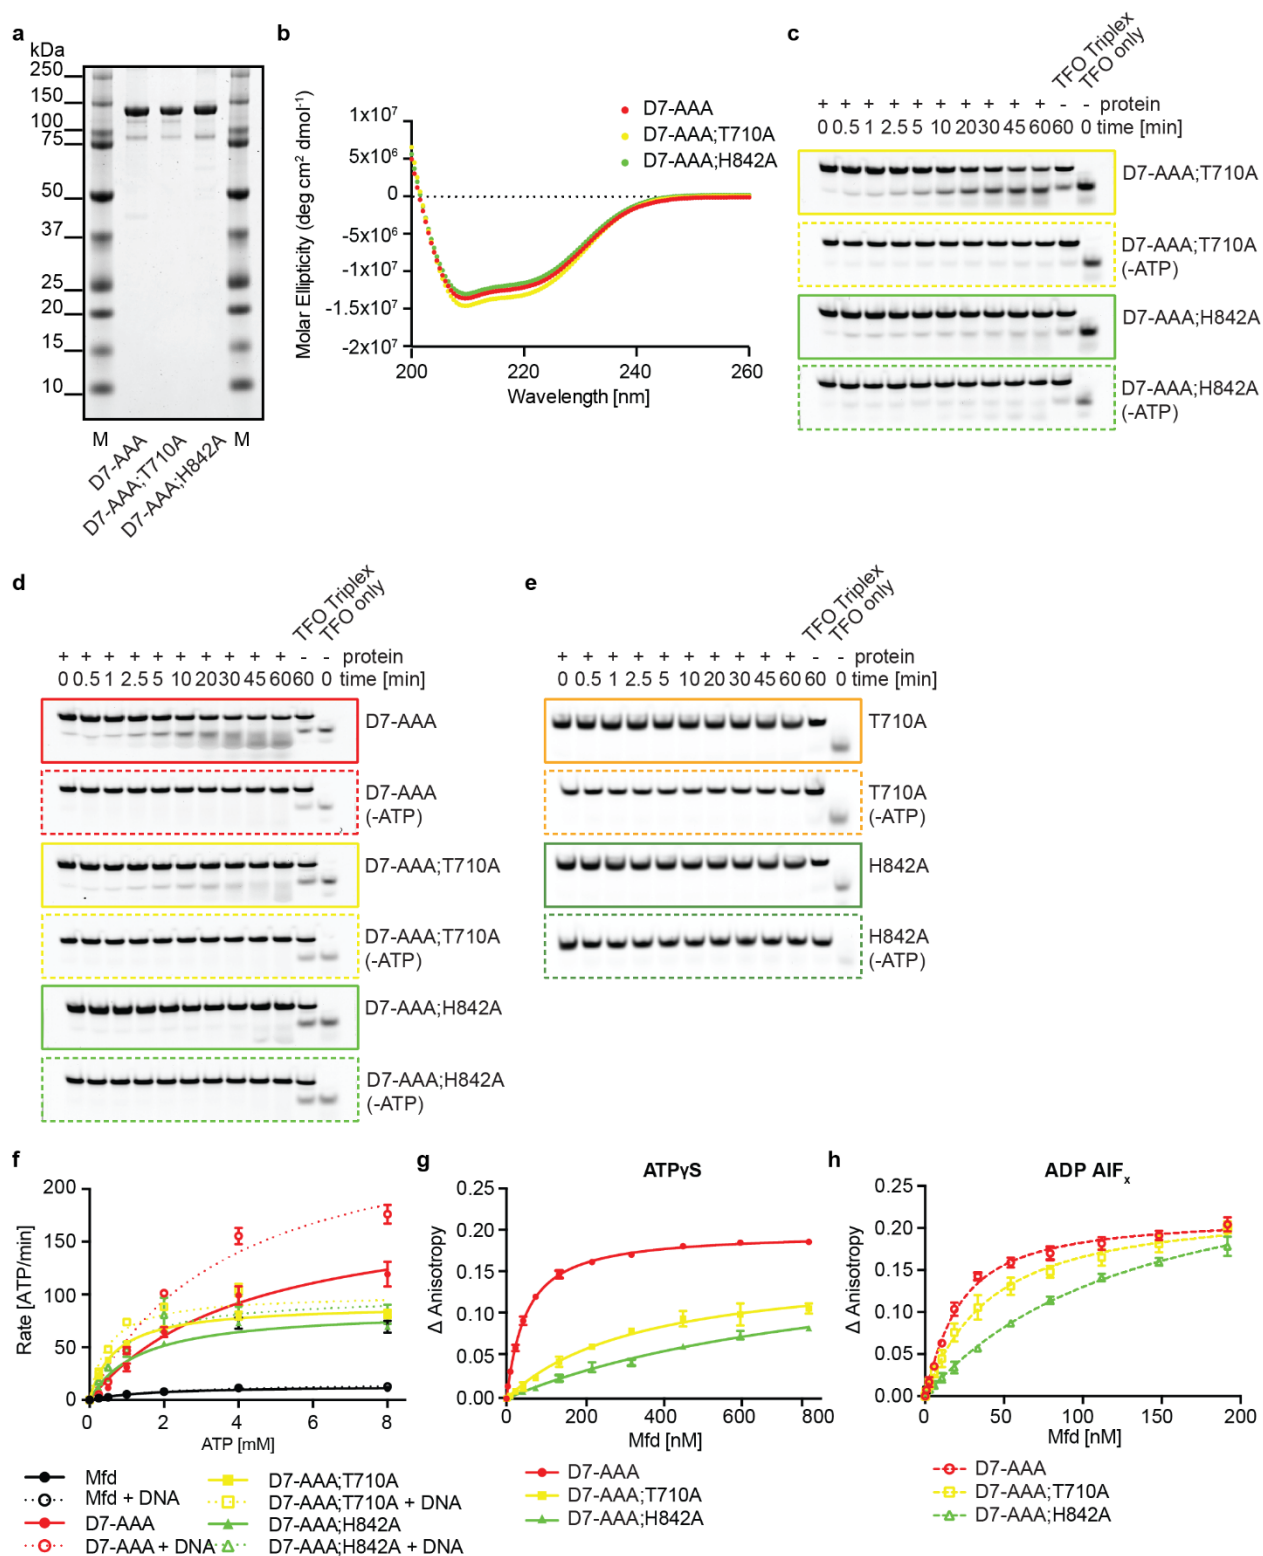 a
kDa
250
150
100
75
50
37
25
20
15
10
M
D7-AAA
D7-AAA;T710A
D7-AAA;H842A
M
b
Molar Ellipticity (deg cm² dmol⁻¹)
1x10⁷
5x10⁶
0
-5x10⁶
-1x10⁷
-1.5x10⁷
-2x10⁷
200
220
240
260
Wavelength [nm]
D7-AAA
D7-AAA;T710A
D7-AAA;H842A
c
TFO Triplex
TFO only
+ + + + + + + + + + - - protein
0 0.5 1 2.5 5 10 20 30 45 60 60 0 time [min]
D7-AAA;T710A
D7-AAA;T710A
(-ATP)
D7-AAA;H842A
D7-AAA;H842A
(-ATP)
d
TFO Triplex
TFO only
+ + + + + + + + + + - - protein
0 0.5 1 2.5 5 10 20 30 45 60 60 0 time [min]
D7-AAA
D7-AAA
(-ATP)
D7-AAA;T710A
D7-AAA;T710A
(-ATP)
D7-AAA;H842A
D7-AAA;H842A
(-ATP)
e
TFO Triplex
TFO only
+ + + + + + + + + + - - protein
0 0.5 1 2.5 5 10 20 30 45 60 60 0 time [min]
T710A
T710A
(-ATP)
H842A
H842A
(-ATP)
f
Rate [ATP/min]
200
150
100
50
0
0 2 4 6 8
ATP [mM]
Mfd
Mfd + DNA
D7-AAA
D7-AAA + DNA
D7-AAA;T710A
D7-AAA;T710A + DNA
D7-AAA;H842A
D7-AAA;H842A + DNA
g
ATPγS
Δ Anisotropy
0.25
0.20
0.15
0.10
0.05
0.00
0 200 400 600 800
Mfd [nM]
D7-AAA
D7-AAA;T710A
D7-AAA;H842A
h
ADP AlFₓ
Δ Anisotropy
0.25
0.20
0.15
0.10
0.05
0.00
0 50 100 150 200
Mfd [nM]
D7-AAA
D7-AAA;T710A
D7-AAA;H842A